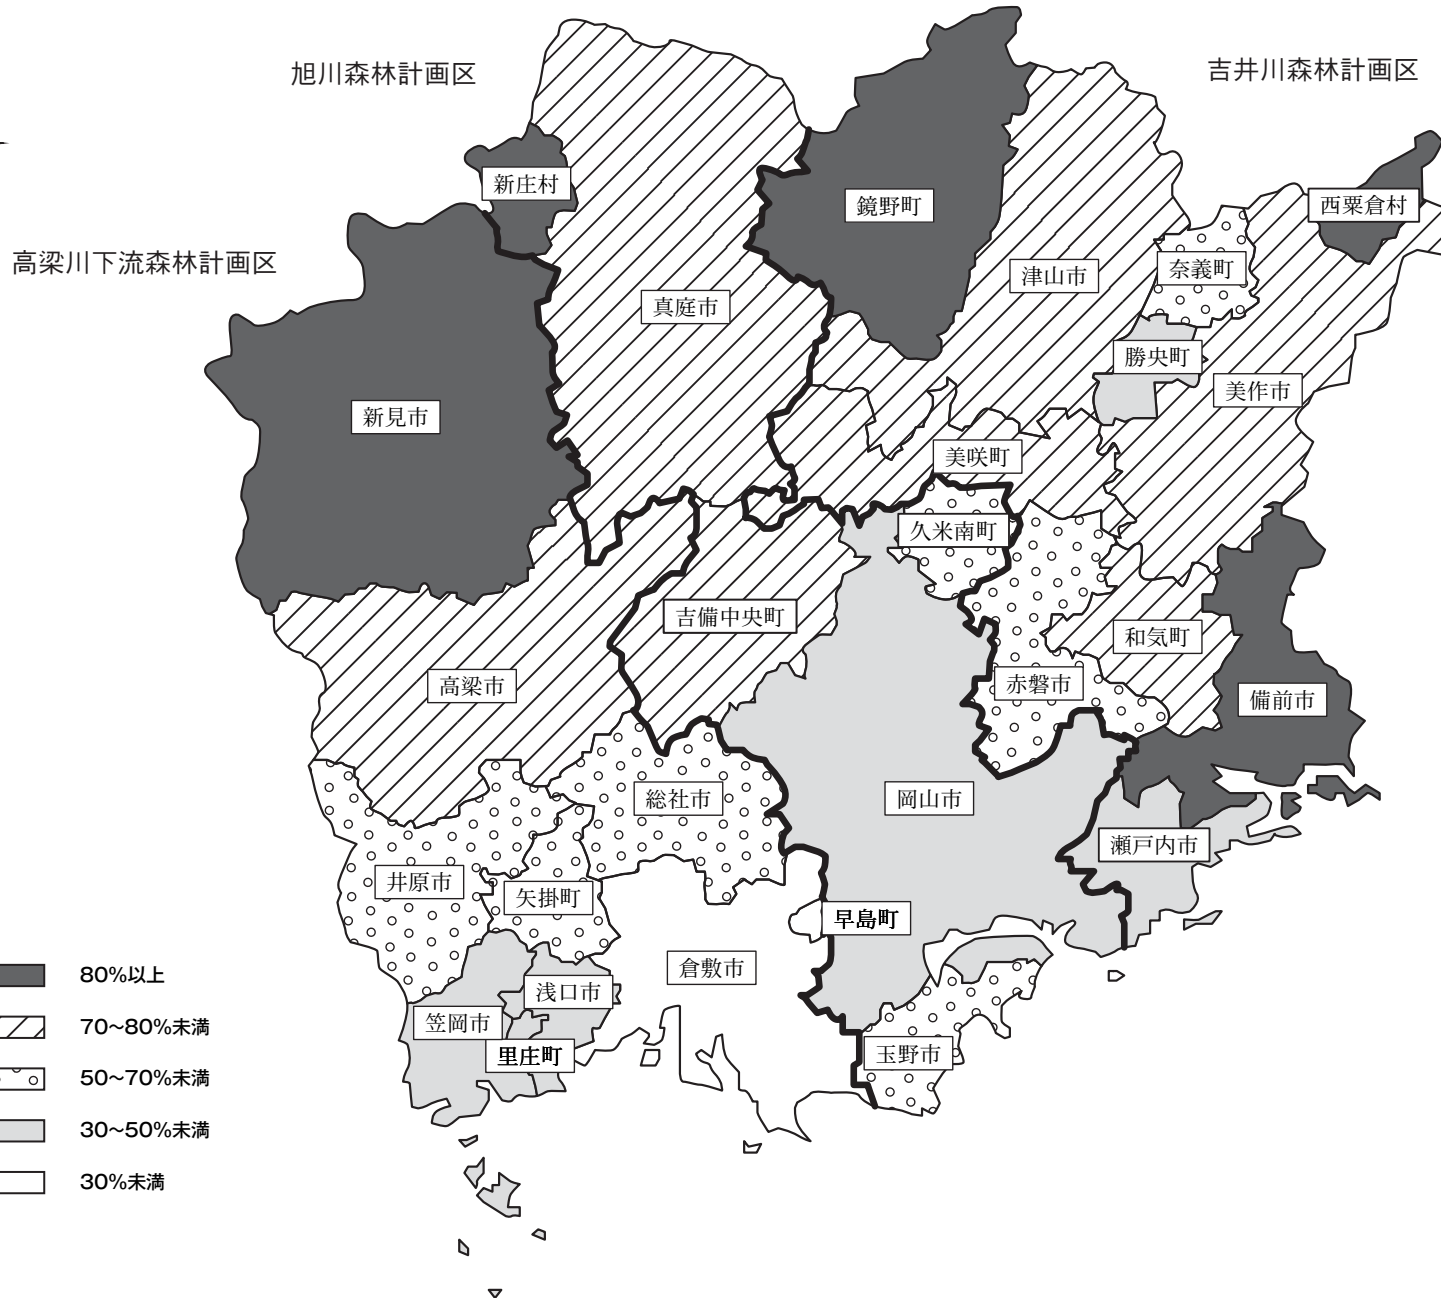 旭川森林計画区
吉井川森林計画区
新庄村
鏡野町
西粟倉村
高梁川下流森林計画区
奈義町
津山市
真庭市
勝央町
美作市
新見市
美咲町
久米南町
吉備中央町
和気町
高梁市
赤磐市
備前市
総社市
岡山市
瀬戸内市
井原市
矢掛町
早島町
倉敷市
浅口市
笠岡市
里庄町
玉野市
80%以上
70～80%未満
50～70%未満
30～50%未満
30%未満